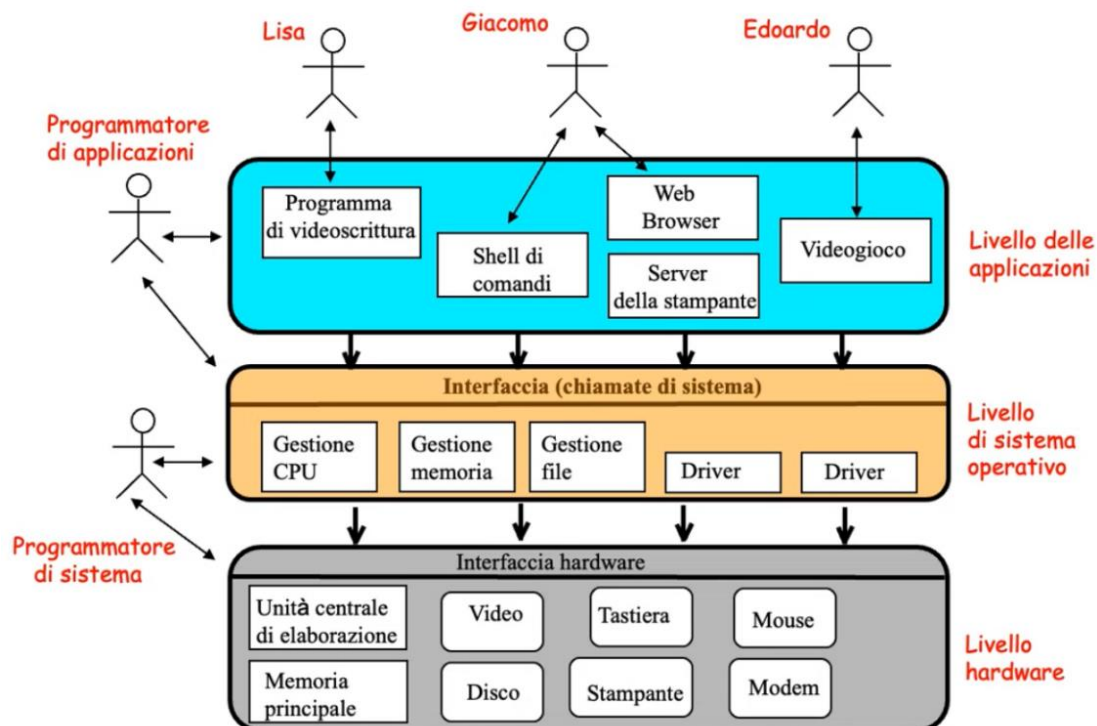 Lisa
Giacomo
Edoardo
Programmatore
di applicazioni
Programma
di videoscrittura
Shell di
comandi
Web
Browser
Server
della stampante
Videogioco
Livello delle
applicazioni
Interfaccia (chiamate di sistema)
Gestione
CPU
Gestione
memoria
Gestione
file
Driver
Driver
Livello
di sistema
operativo
Programmatore
di sistema
Interfaccia hardware
Unità centrale
di elaborazione
Video
Tastiera
Mouse
Memoria
principale
Disco
Stampante
Modem
Livello
hardware